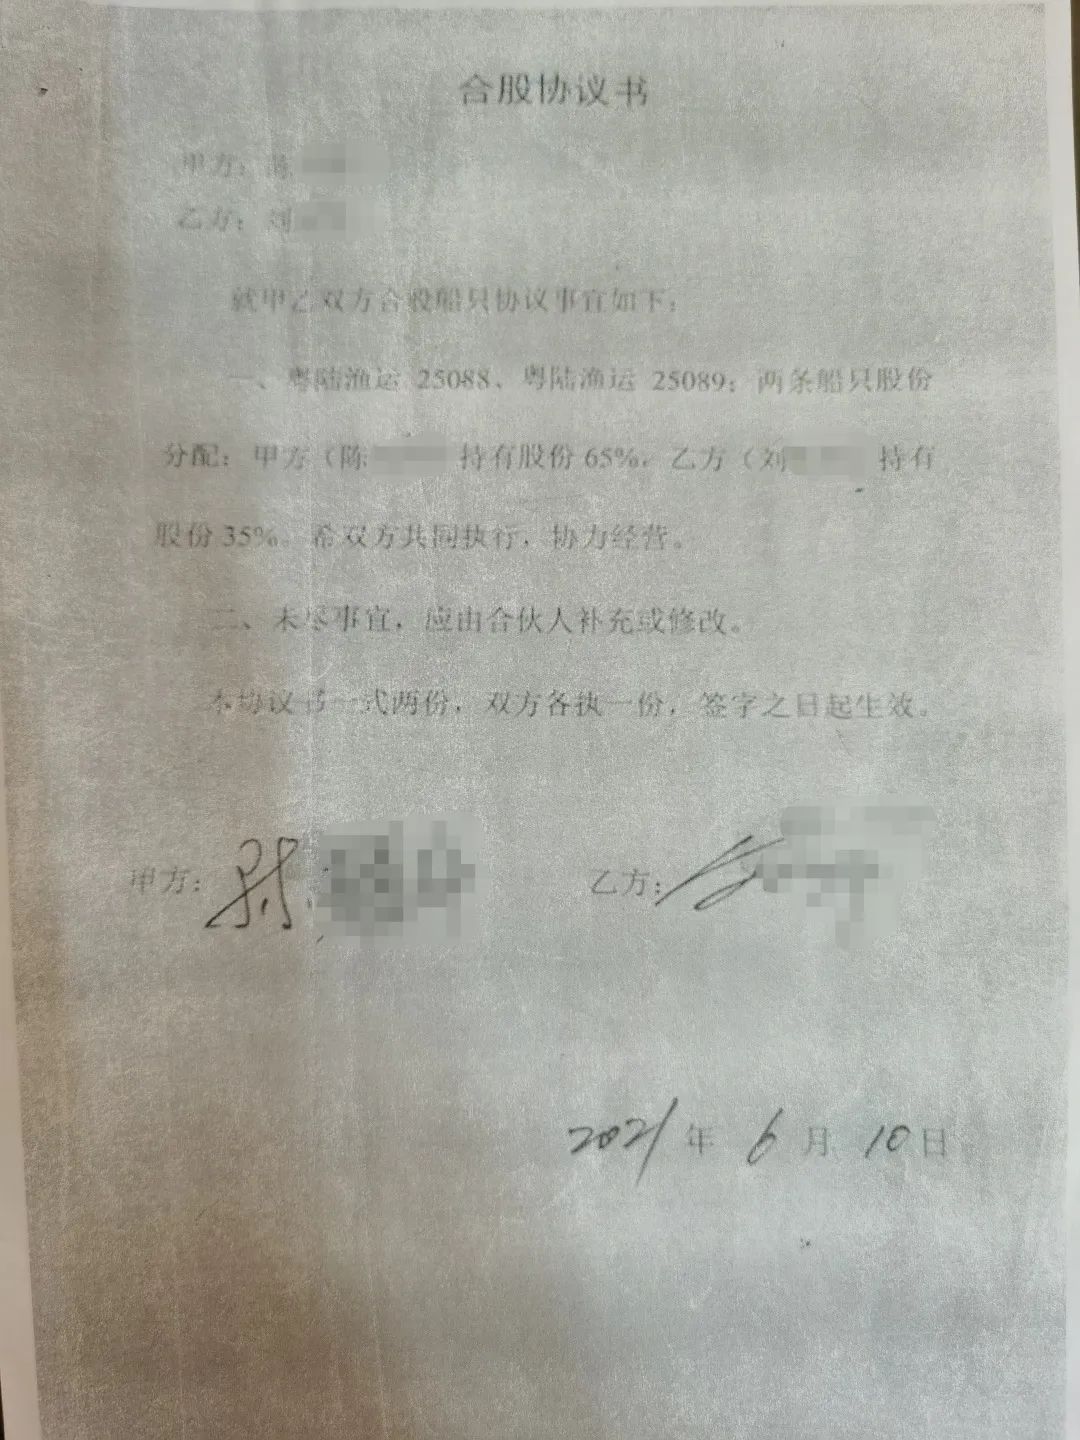 合股协议书
甲方：陈
乙方：刘
就甲乙双方合股船只协议事宜如下：
一、粤陆渔运 25088、粤陆渔运 25089；两条船只股份
分配：甲方（陈 持有股份 65%，乙方（刘 持有
股份 35%。希双方共同执行，协力经营。
二、未尽事宜，应由合伙人补充或修改。
本协议书一式两份，双方各执一份，签字之日起生效。
甲方： 乙方：
2021年 6月 10日